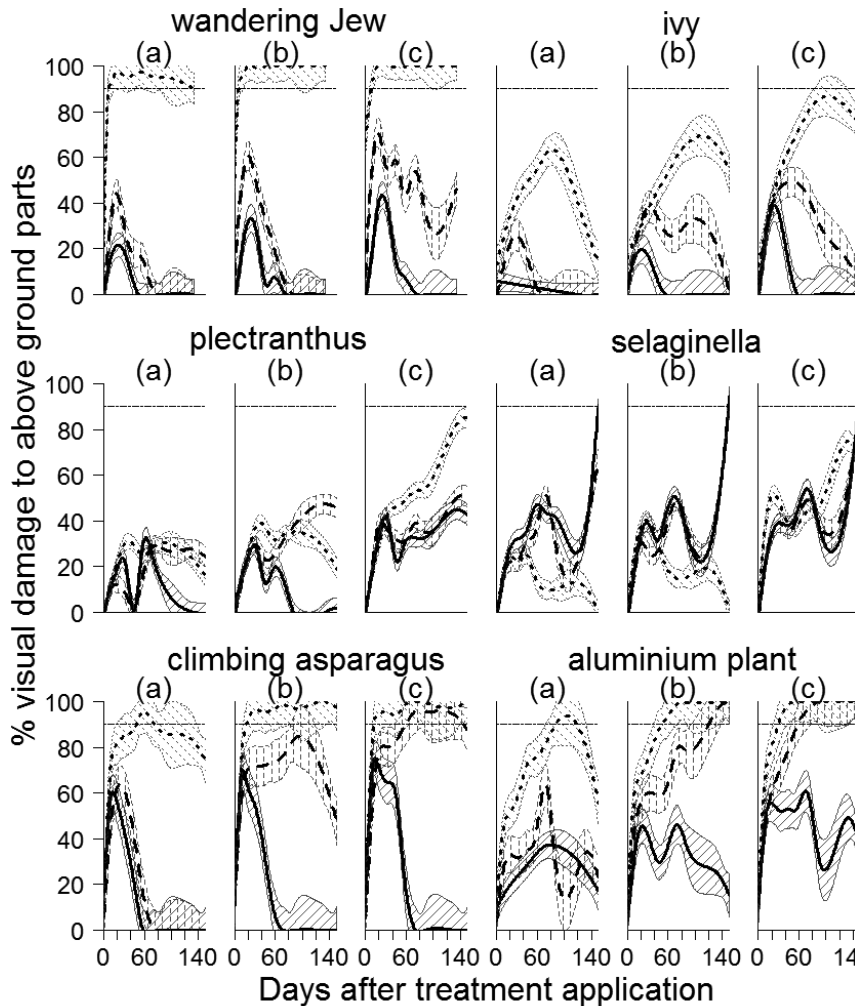 wandering Jew ivy
(a) (b) (c) (a) (b) (c)
100
80
60
40
20
0
plectranthus selaginella
(a) (b) (c) (a) (b) (c)
100
80
60
40
20
0
climbing asparagus aluminium plant
(a) (b) (c) (a) (b) (c)
100
80
60
40
20
0
0 60 140 0 60 140 0 60 140 0 60 140 0 60 140 0 60 140
Days after treatment application
% visual damage to above ground parts